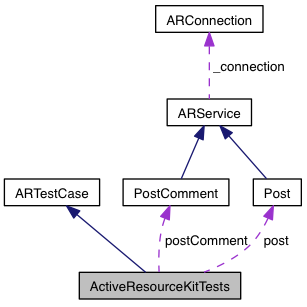 ARConnection
_connection
ARService
ARTestCase
PostComment
Post
postComment
post
ActiveResourceKitTests